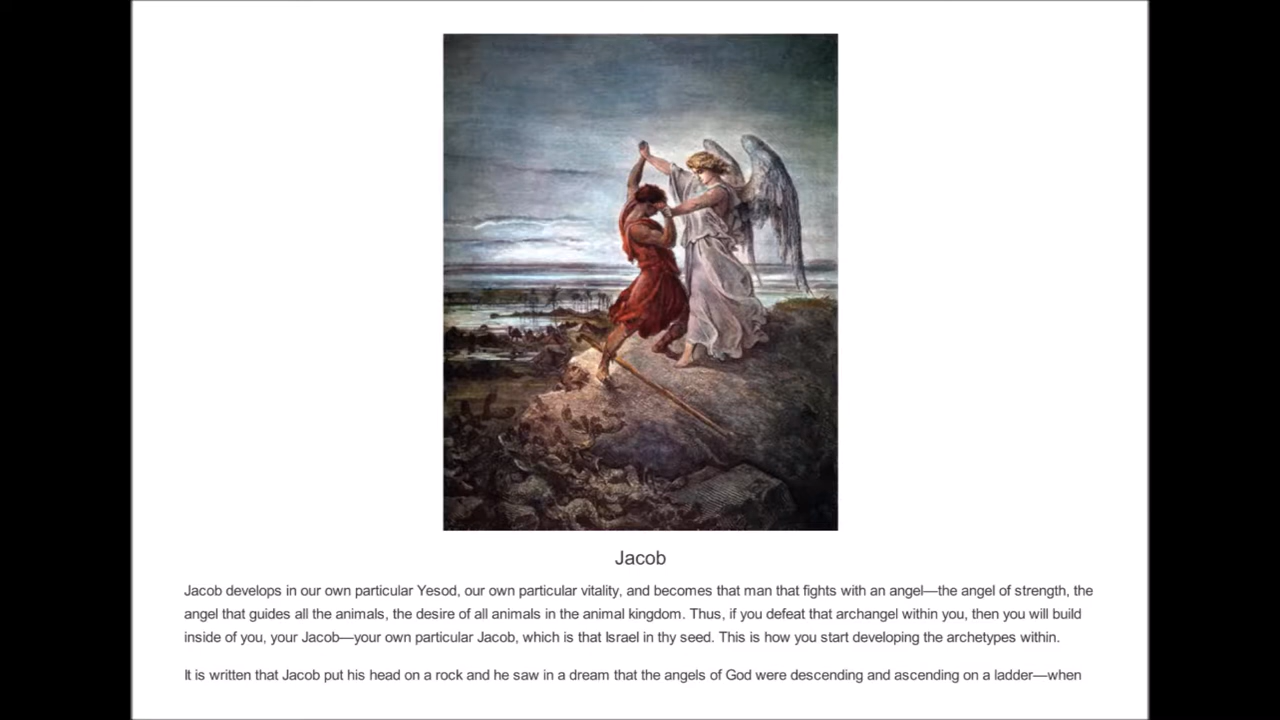 Jacob
Jacob develops in our own particular Yesod, our own particular vitality, and becomes that man that fights with an angel—the angel of strength, the
angel that guides all the animals, the desire of all animals in the animal kingdom. Thus, if you defeat that archangel within you, then you will build
inside of you, your Jacob—your own particular Jacob, which is that Israel in thy seed. This is how you start developing the archetypes within.
It is written that Jacob put his head on a rock and he saw in a dream that the angels of God were descending and ascending on a ladder—when